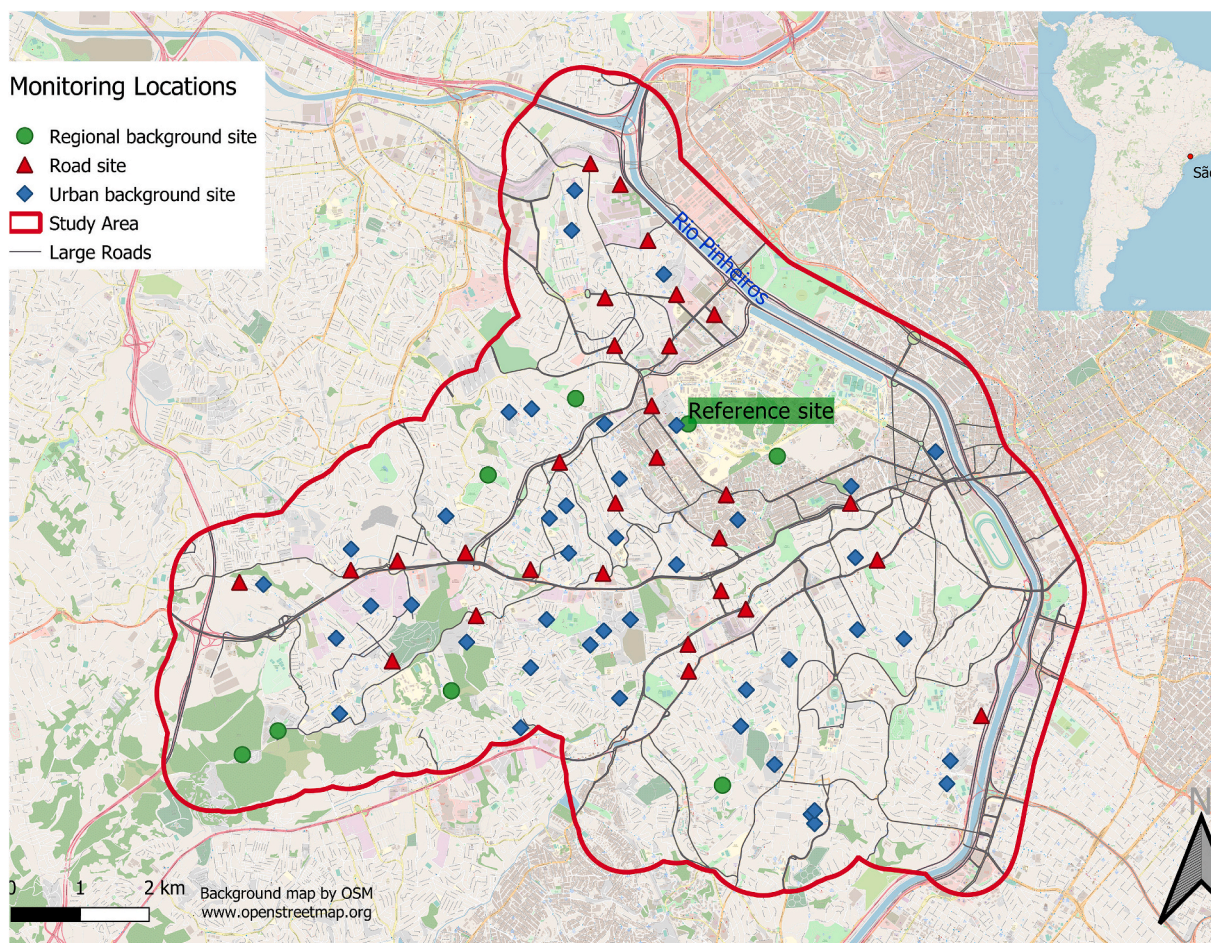 Monitoring Locations
Regional background site
Road site
Urban background site
Study Area
Large Roads
Rio Pinheiros
Reference site
São
0 1 2 km
Background map by OSM
www.openstreetmap.org
N